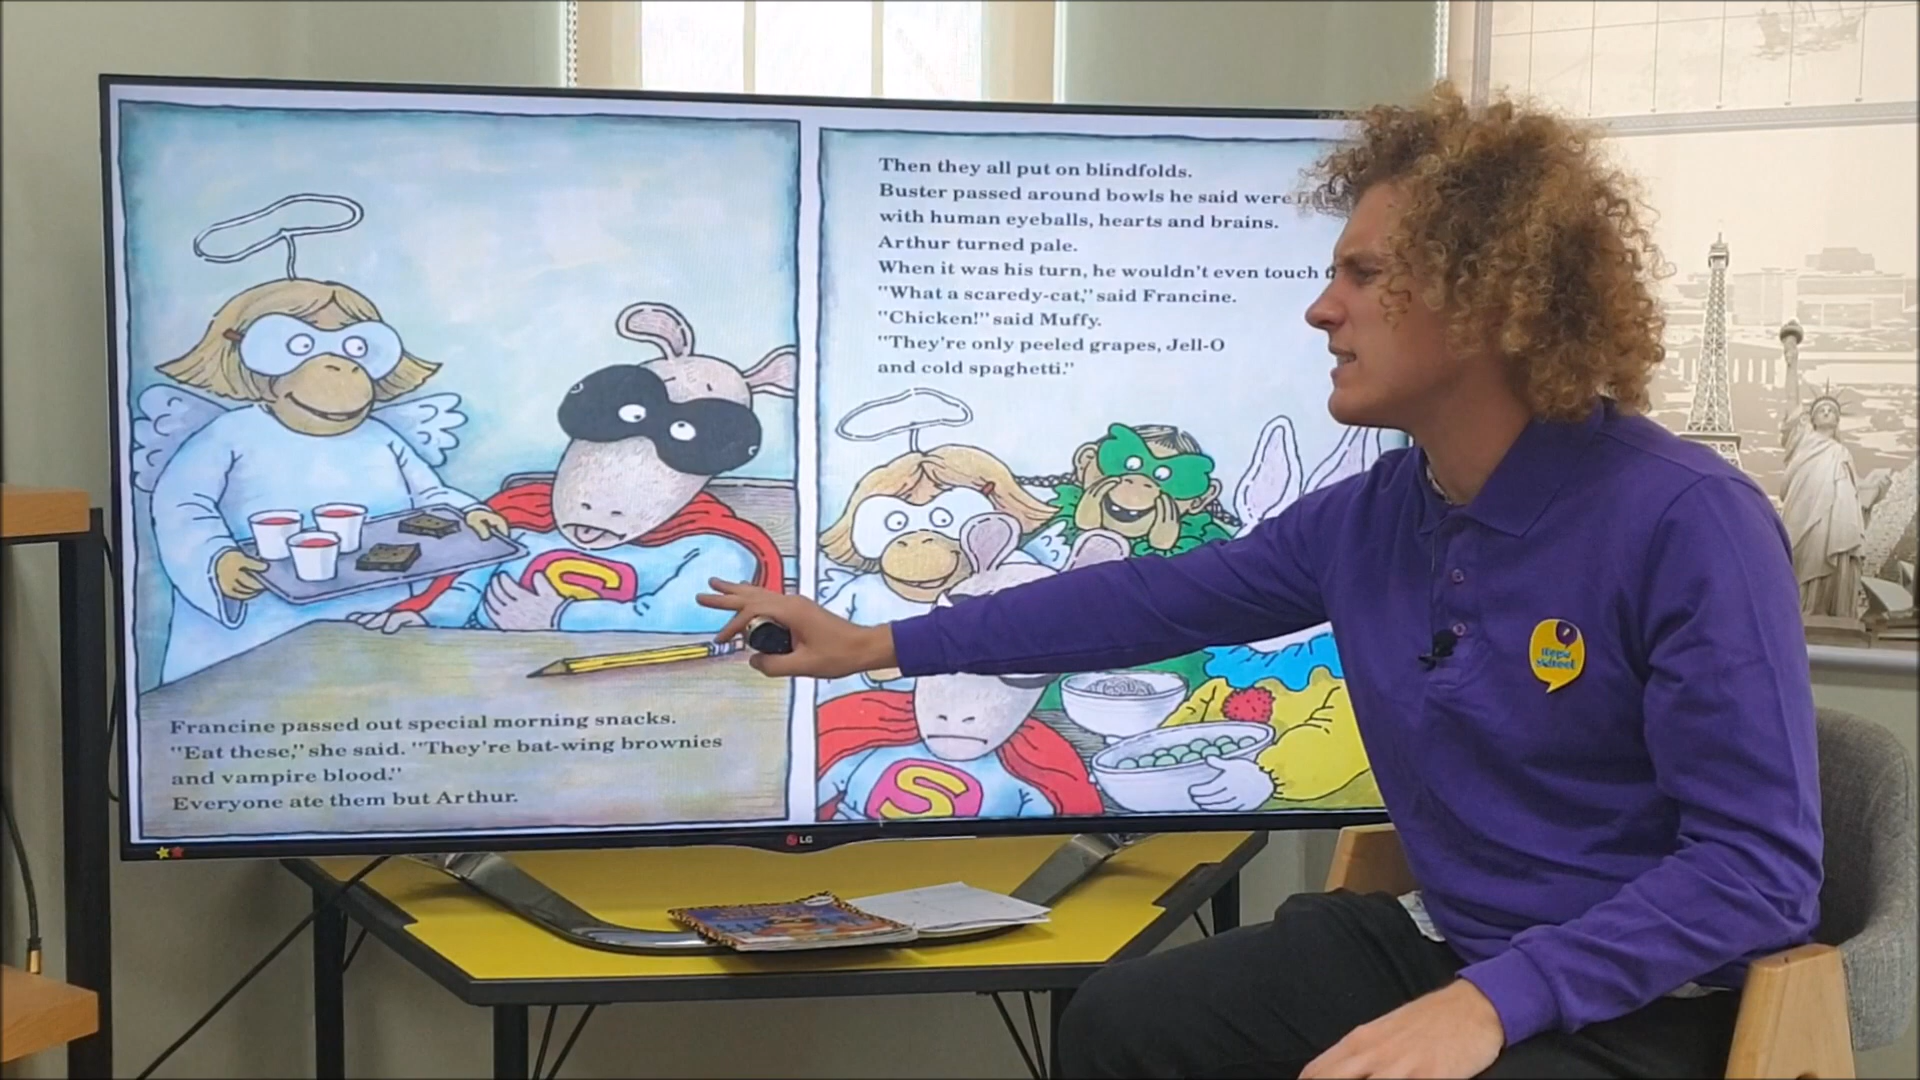 Francine passed out special morning snacks.
"Eat these," she said. "They're bat-wing brownies
and vampire blood."
Everyone ate them but Arthur.
Then they all put on blindfolds.
Buster passed around bowls he said were
with human eyeballs, hearts and brains.
Arthur turned pale.
When it was his turn, he wouldn't even touch
"What a scaredy-cat," said Francine.
"Chicken!" said Muffy.
"They're only peeled grapes, Jell-O
and cold spaghetti."
S
LG